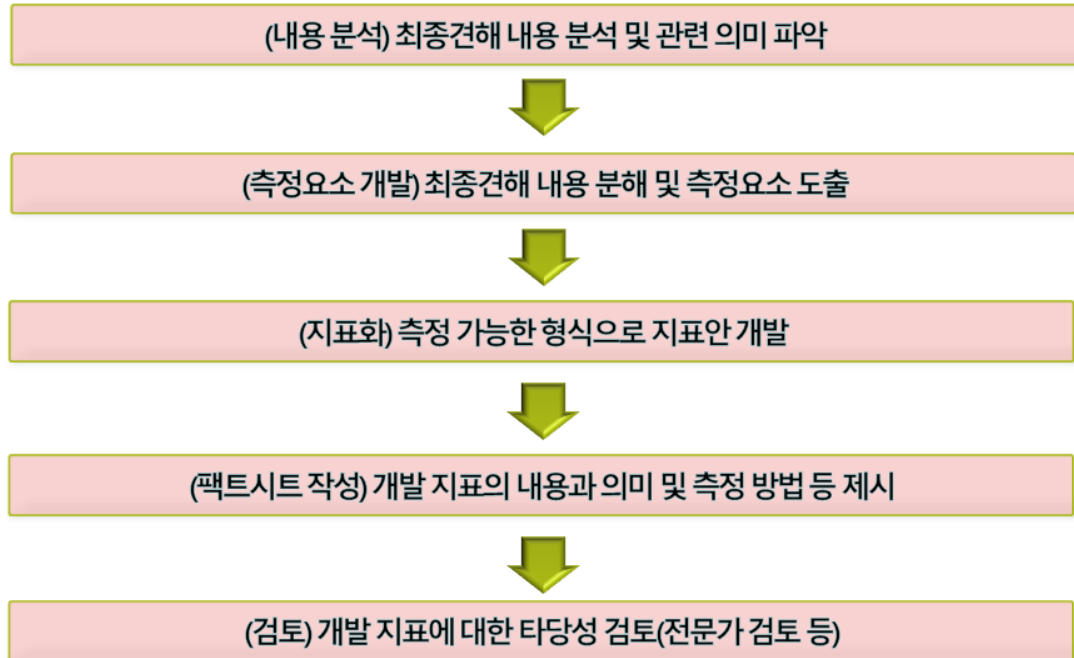 (내용 분석) 최종견해 내용 분석 및 관련 의미 파악
(측정요소 개발) 최종견해 내용 분해 및 측정요소 도출
(지표화) 측정 가능한 형식으로 지표안 개발
(팩트시트 작성) 개발 지표의 내용과 의미 및 측정 방법 등 제시
(검토) 개발 지표에 대한 타당성 검토(전문가 검토 등)